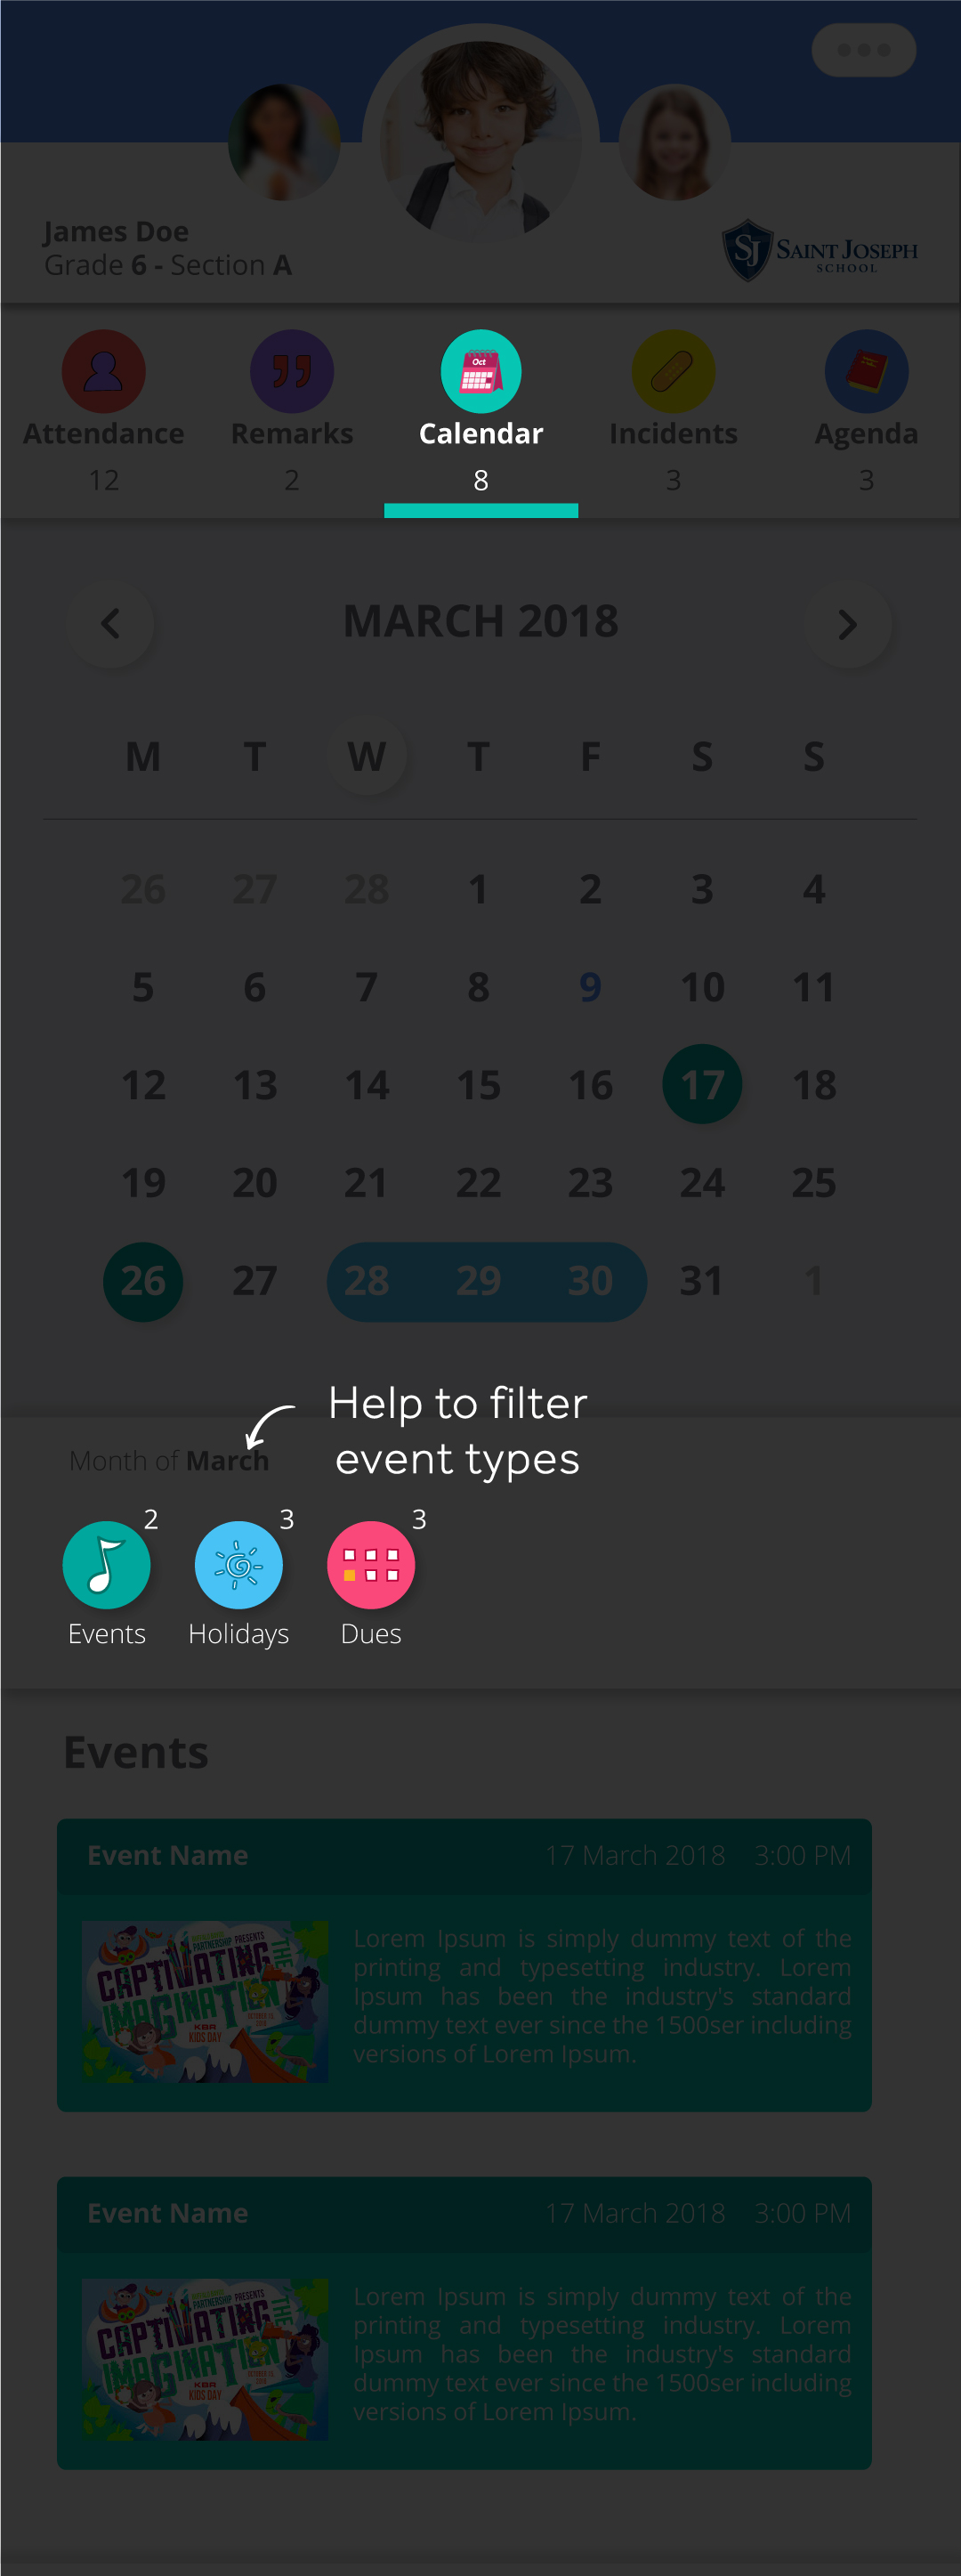 James Doe
Grade 6 - Section A
SJ SAINT JOSEPH
SCHOOL
Oct
Attendance Remarks Calendar Incidents Agenda
12 2 8 3 3
MARCH 2018
M T W T F S S
26 27 28 1 2 3 4
5 6 7 8 9 10 11
12 13 14 15 16 17 18
19 20 21 22 23 24 25
26 27 28 29 30 31 1
Help to filter
event types
Month of March
2 3 3
Events Holidays Dues
Events
Event Name 17 March 2018 3:00 PM
PARTNERSHIP PRESENTS
CAPTIVATING THE
IMAGINATION
KBR
KIDS DAY
Lorem Ipsum is simply dummy text of the
printing and typesetting industry. Lorem
Ipsum has been the industry's standard
dummy text ever since the 1500ser including
versions of Lorem Ipsum.
Event Name 17 March 2018 3:00 PM
PARTNERSHIP PRESENTS
CAPTIVATING THE
IMAGINATION
KBR
KIDS DAY
Lorem Ipsum is simply dummy text of the
printing and typesetting industry. Lorem
Ipsum has been the industry's standard
dummy text ever since the 1500ser including
versions of Lorem Ipsum.